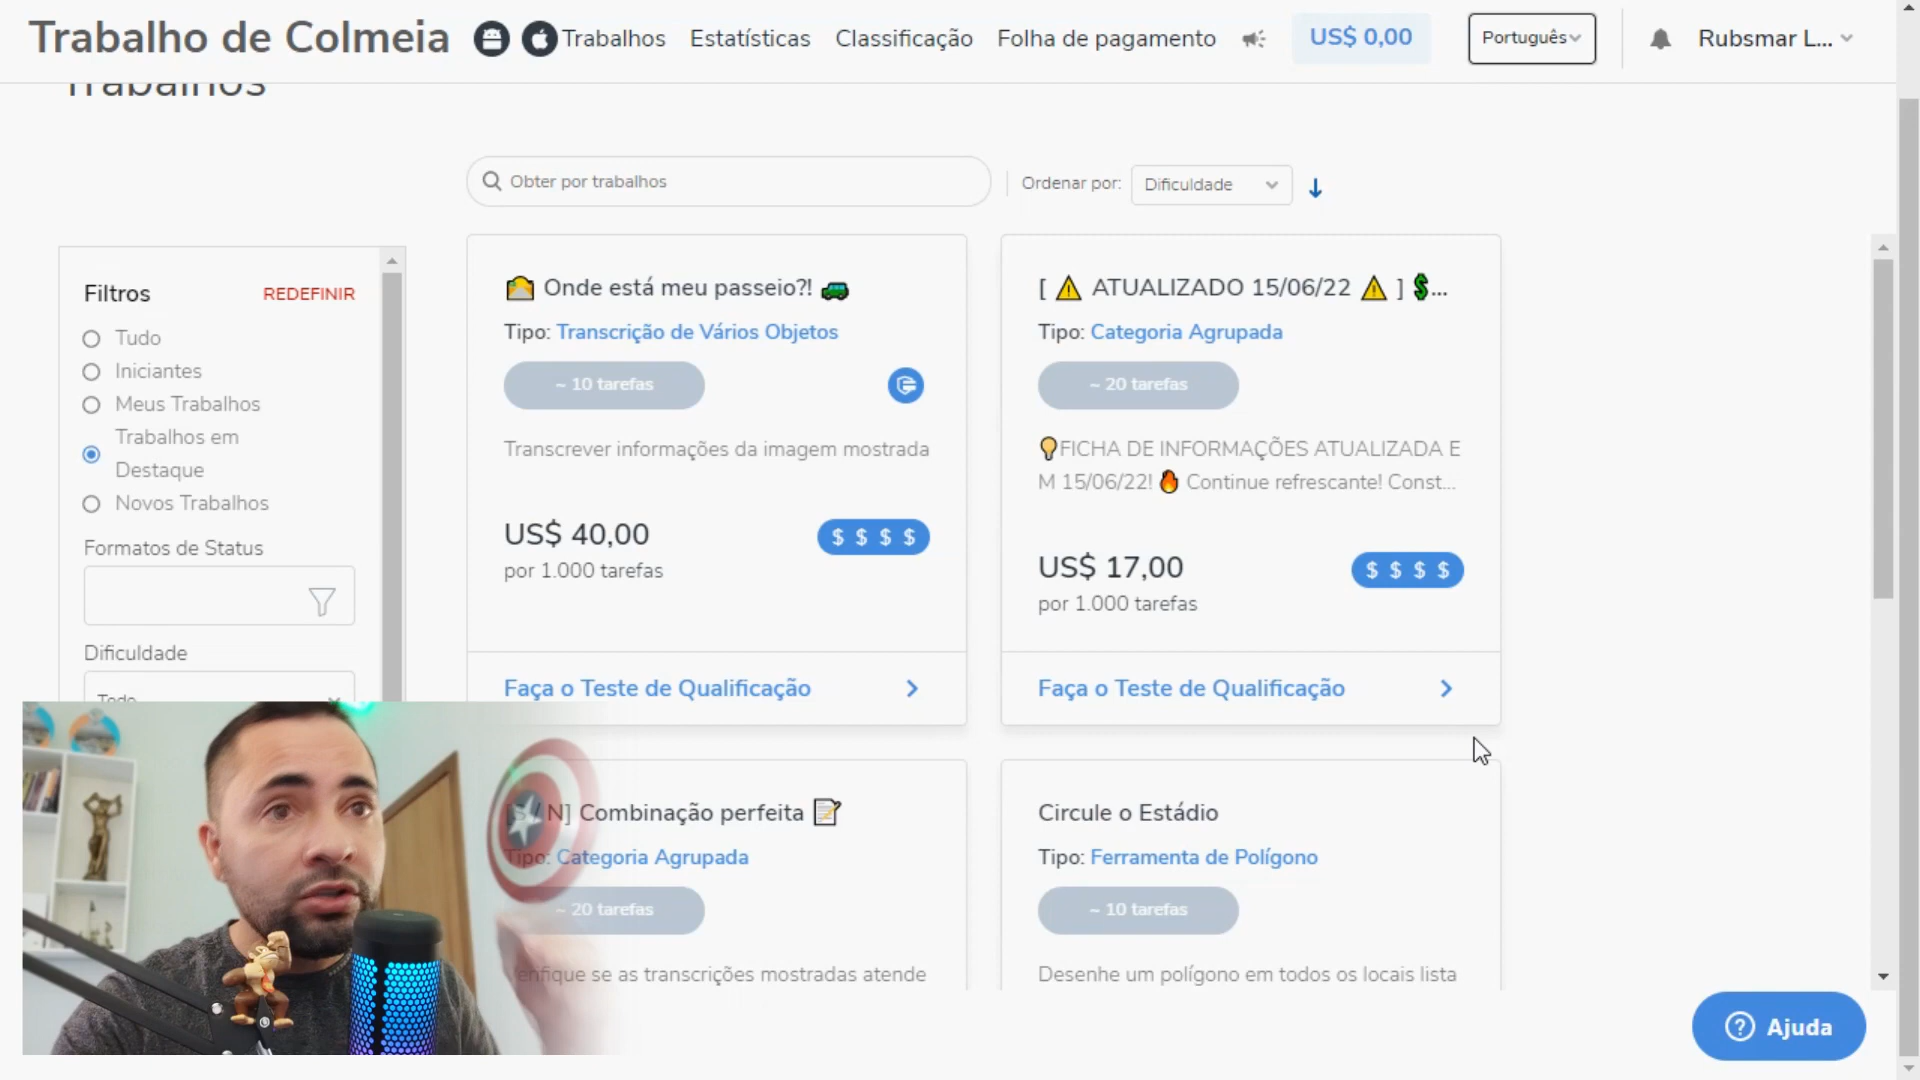 Trabalho de Colmeia
Trabalhos
Estatísticas
Classificação
Folha de pagamento
US$ 0,00
Português
Rubsmar L...
Trabalhos
Obter por trabalhos
Ordenar por:
Dificuldade
Filtros
REDEFINIR
Tudo
Iniciantes
Meus Trabalhos
Trabalhos em
Destaque
Novos Trabalhos
Formatos de Status
Dificuldade
Todo
Onde está meu passeio?!
Tipo: Transcrição de Vários Objetos
~ 10 tarefas
Transcrever informações da imagem mostrada
US$ 40,00
$ $ $ $
por 1.000 tarefas
Faça o Teste de Qualificação
[ ⚠ ATUALIZADO 15/06/22 ⚠ ] 💲...
Tipo: Categoria Agrupada
~ 20 tarefas
💡FICHA DE INFORMAÇÕES ATUALIZADA E
M 15/06/22! 🔥 Continue refrescante! Const...
US$ 17,00
$ $ $ $
por 1.000 tarefas
Faça o Teste de Qualificação
[S / N] Combinação perfeita
Tipo: Categoria Agrupada
~ 20 tarefas
se as transcrições mostradas atende
Circule o Estádio
Tipo: Ferramenta de Polígono
~ 10 tarefas
Desenhe um polígono em todos os locais lista
Ajuda